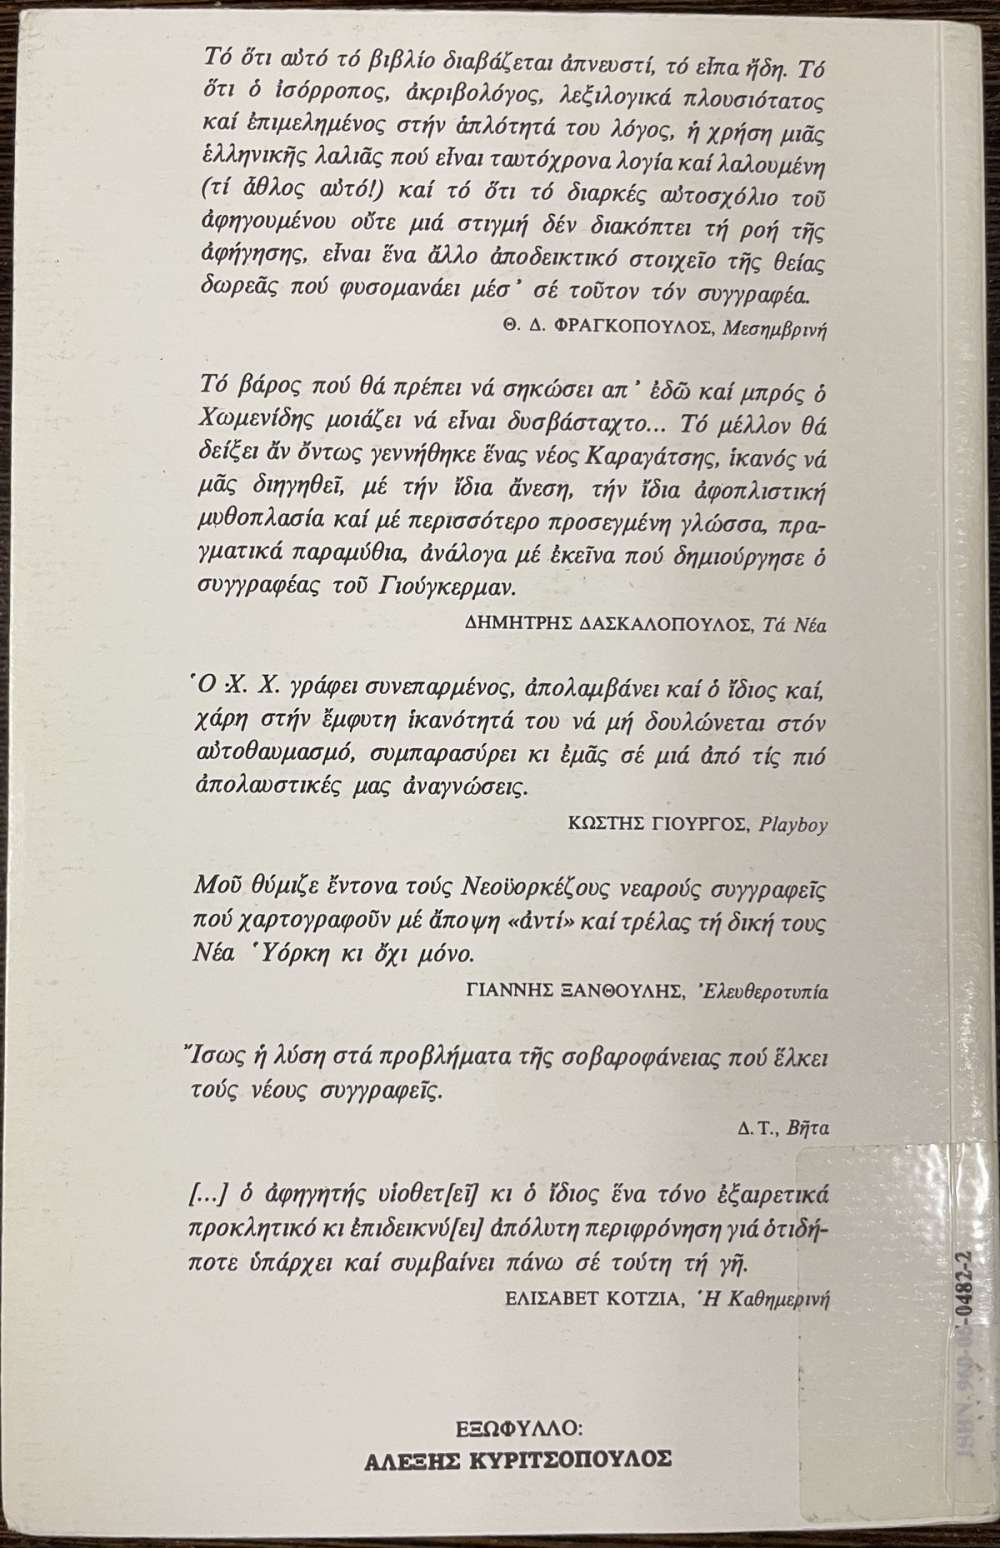 Τό ὅτι αὐτό τό βιβλίο διαβάζεται ἀπνευστί, τό εἶπα ἤδη. Τό
ὅτι ὁ ἰσόρροπος, ἀκριβολόγος, λεξιλογικά πλουσιότατος
καί ἐπιμελημένος στήν ἁπλότητά του λόγος, ἡ χρήση μιᾶς
ἑλληνικῆς λαλιᾶς πού εἶναι ταυτόχρονα λογία καί λαλουμένη
(τί ἆθλος αὐτό!) καί τό ὅτι τό διαρκές αὐτοσχόλιο τοῦ
ἀφηγουμένου οὔτε μιά στιγμή δέν διακόπτει τή ροή τῆς
ἀφήγησης, εἶναι ἕνα ἄλλο ἀποδεικτικό στοιχεῖο τῆς θείας
δωρεᾶς πού φυσομανάει μέσ' σέ τοῦτον τόν συγγραφέα.
Θ. Δ. ΦΡΑΓΚΟΠΟΥΛΟΣ, Μεσημβρινή
Τό βάρος πού θά πρέπει νά σηκώσει απ' ἐδῶ καί μπρός ὁ
Χωμενίδης μοιάζει νά εἶναι δυσβάσταχτο... Τό μέλλον θά
δείξει ἄν ὄντως γεννήθηκε ἕνας νέος Καραγάτσης, ἱκανός νά
μᾶς διηγηθεῖ, μέ τήν ἴδια ἄνεση, τήν ἴδια ἀφοπλιστική
μυθοπλασία καί μέ περισσότερο προσεγμένη γλώσσα, πρα-
γματικά παραμύθια, ἀνάλογα μέ ἐκεῖνα πού δημιούργησε ὁ
συγγραφέας τοῦ Γιούγκερμαν.
ΔΗΜΗΤΡΗΣ ΔΑΣΚΑΛΟΠΟΥΛΟΣ, Τά Νέα
Ὁ Χ. Χ. γράφει συνεπαρμένος, ἀπολαμβάνει καί ὁ ἴδιος καί,
χάρη στήν ἔμφυτη ἱκανότητά του νά μή δουλώνεται στόν
αὐτοθαυμασμό, συμπαρασύρει κι ἐμᾶς σέ μιά ἀπό τίς πιό
ἀπολαυστικές μας ἀναγνώσεις.
ΚΩΣΤΗΣ ΓΙΟΥΡΓΟΣ, Playboy
Μοῦ θύμιζε ἔντονα τούς Νεοϋορκέζους νεαρούς συγγραφεῖς
πού χαρτογραφοῦν μέ ἄποψη «ἀντί» καί τρέλας τή δική τους
Νέα Ὑόρκη κι ὄχι μόνο.
ΓΙΑΝΝΗΣ ΞΑΝΘΟΥΛΗΣ, Ἐλευθεροτυπία
Ἴσως ἡ λύση στά προβλήματα τῆς σοβαροφάνειας πού ἕλκει
τούς νέους συγγραφεῖς.
Δ.Τ., Βῆτα
[...] ὁ ἀφηγητής υἱοθετ[εῖ] κι ὁ ἴδιος ἕνα τόνο ἐξαιρετικά
προκλητικό κι ἐπιδεικνύ[ει] ἀπόλυτη περιφρόνηση γιά ὁτιδή-
ποτε ὑπάρχει καί συμβαίνει πάνω σέ τούτη τή γῆ.
ΕΛΙΣΑΒΕΤ ΚΟΤΖΙΑ, Ἡ Καθημερινή
ΕΞΩΦΥΛΛΟ:
ΑΛΕΞΗΣ ΚΥΡΙΤΣΟΠΟΥΛΟΣ
ISBN 960-05-0482-2